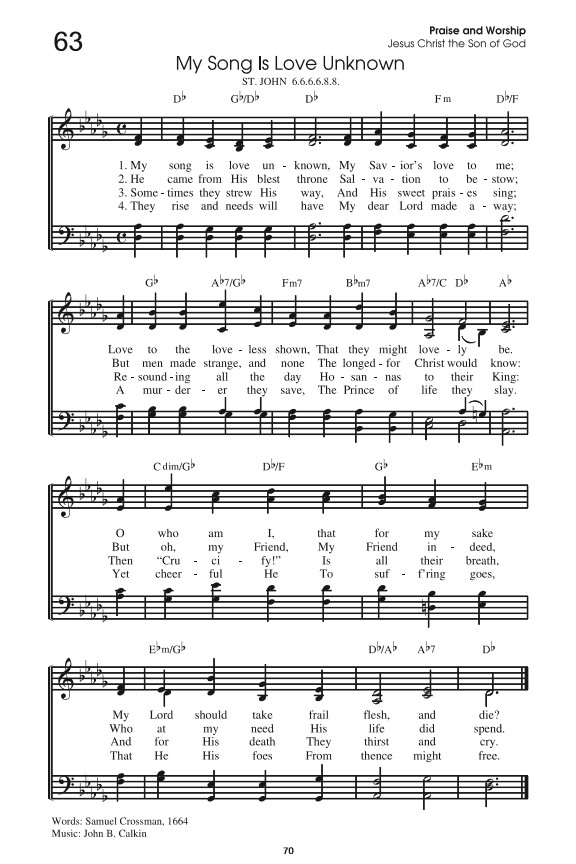 63
Praise and Worship
Jesus Christ the Son of God
My Song Is Love Unknown
ST. JOHN 6.6.6.6.8.8.
D♭ G♭/D♭ D♭ Fm D♭/F
1. My song is love un - known, My Sav - ior's love to me;
2. He came from His blest throne Sal - va - tion to be - stow;
3. Some - times they strew His way, And His sweet prais - es sing;
4. They rise and needs will have My dear Lord made a - way;
G♭ A♭7/G♭ Fm7 B♭m7 A♭7/C D♭ A♭
Love to the love - less shown, That they might love - ly be.
But men made strange, and none The longed - for Christ would know:
Re - sound - ing all the day Ho - san - nas to their King:
A mur - der - er they save, The Prince of life they slay.
Cdim/G♭ D♭/F G♭ E♭m
O who am I, that for my sake
But oh, my Friend, My Friend in - deed,
Then “Cru - ci - fy!” Is all their breath,
Yet cheer - ful He To suf - f'ring goes,
E♭m/G♭ D♭/A♭ A♭7 D♭
My Lord should take frail flesh, and die?
Who at my need His life did spend.
And for His death They thirst and cry.
That He His foes From thence might free.
Words: Samuel Crossman, 1664
Music: John B. Calkin
70